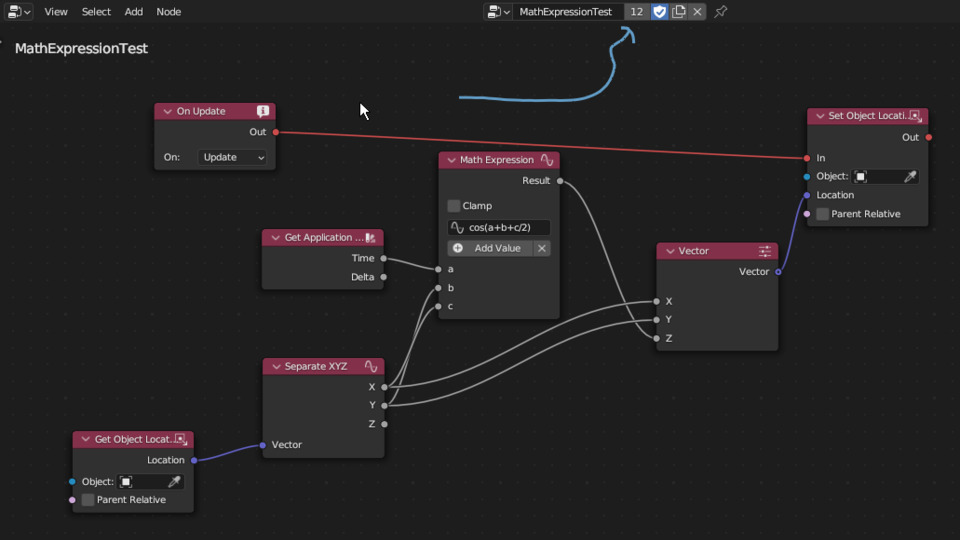 View Select Add Node MathExpressionTest 12
MathExpressionTest
On Update
Out
On: Update
Set Object Locati...
Out
In
Object:
Location
Parent Relative
Math Expression
Result
Clamp
cos(a+b+c/2)
Add Value
a
b
c
Get Application ...
Time
Delta
Vector
Vector
X
Y
Z
Separate XYZ
X
Y
Z
Vector
Get Object Locat...
Location
Object:
Parent Relative